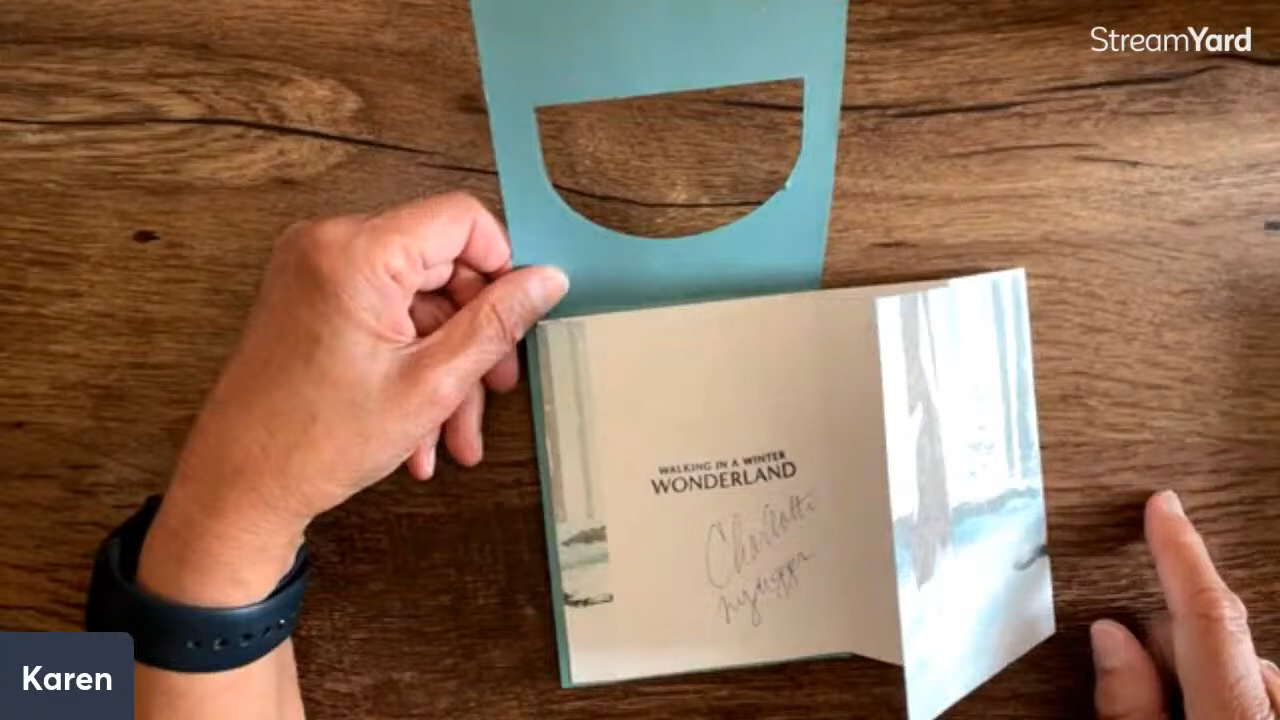 StreamYard
WALKING IN A WINTER
WONDERLAND
Charlotte
Karen